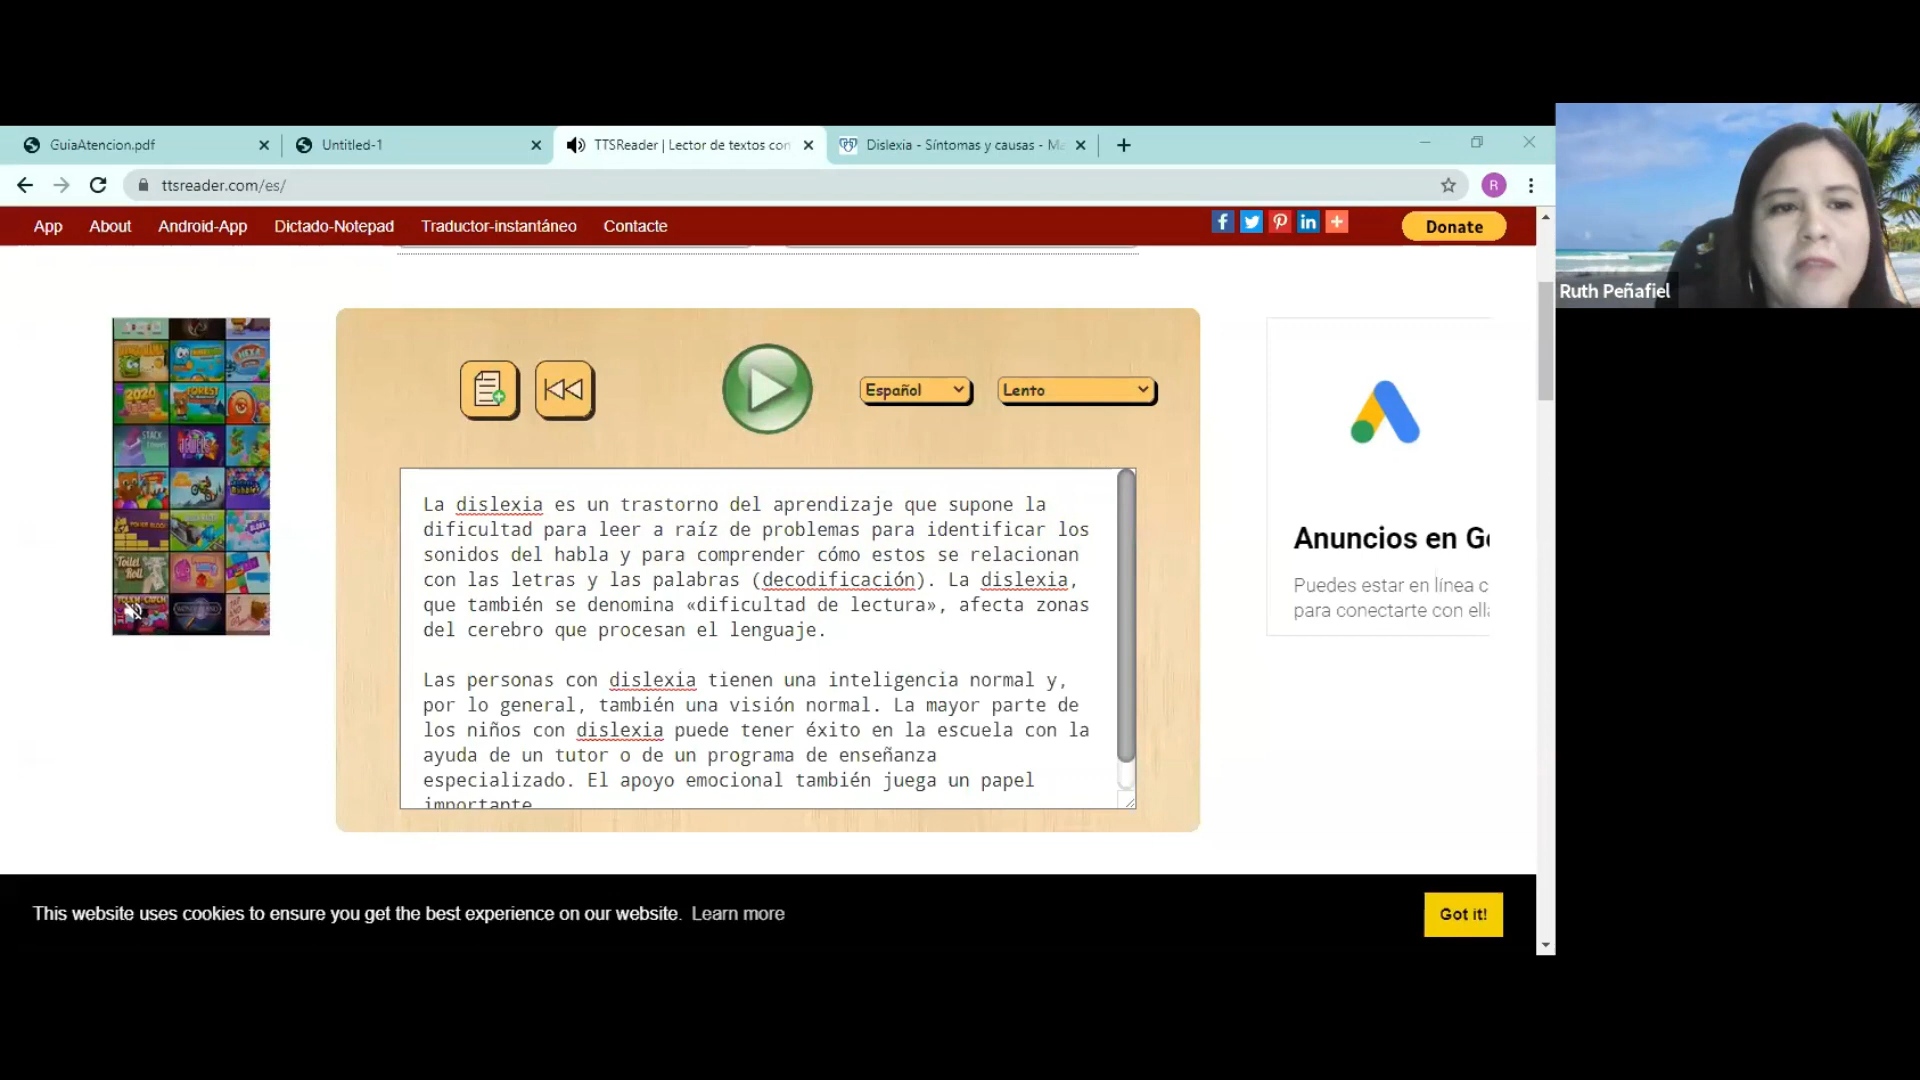 GuiaAtencion.pdf
Untitled-1
TTSReader | Lector de textos con
Dislexia - Síntomas y causas - Ma
ttsreader.com/es/
R
App About Android-App Dictado-Notepad Traductor-instantáneo Contacte
Donate
Ruth Peñafiel
Español
Lento
La dislexia es un trastorno del aprendizaje que supone la
dificultad para leer a raíz de problemas para identificar los
sonidos del habla y para comprender cómo estos se relacionan
con las letras y las palabras (decodificación). La dislexia,
que también se denomina «dificultad de lectura», afecta zonas
del cerebro que procesan el lenguaje.
Las personas con dislexia tienen una inteligencia normal y,
por lo general, también una visión normal. La mayor parte de
los niños con dislexia puede tener éxito en la escuela con la
ayuda de un tutor o de un programa de enseñanza
especializado. El apoyo emocional también juega un papel
importante
2020
FOREST
HEXA
STACK
Toilet
Roll
Anuncios en Go
Puedes estar en línea c
para conectarte con ell
This website uses cookies to ensure you get the best experience on our website. Learn more
Got it!